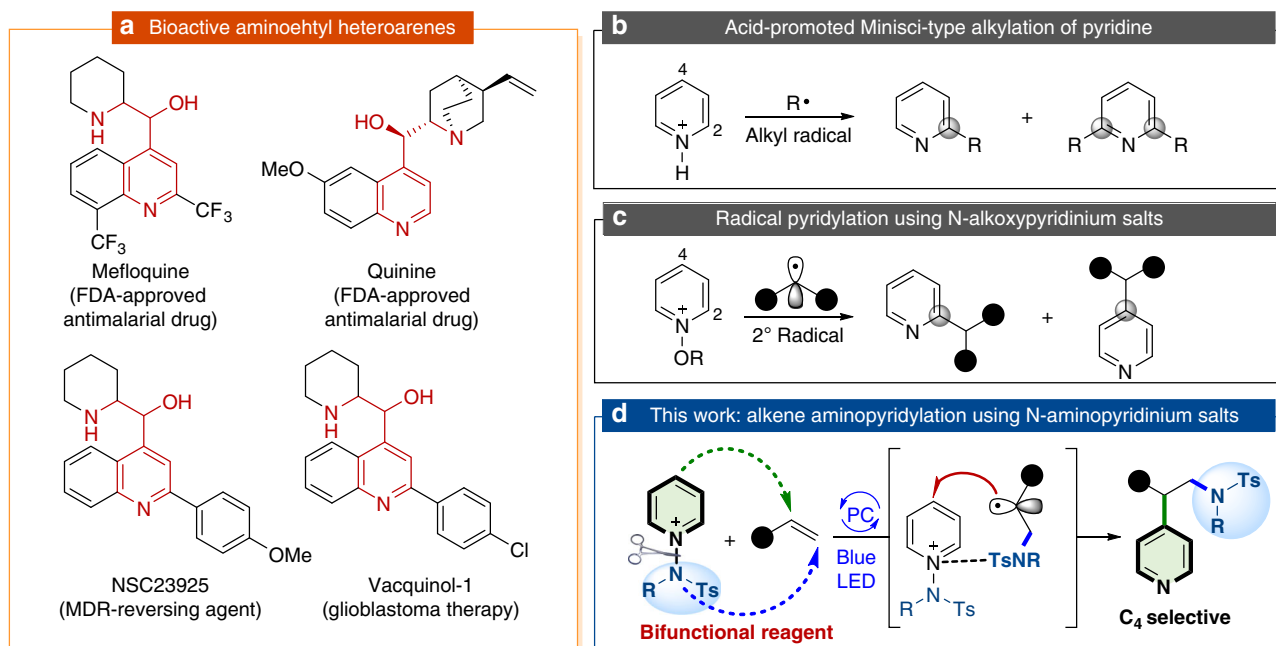 a Bioactive aminoehtyl heteroarenes
N
H
OH
N
CF3
CF3
Mefloquine
(FDA-approved
antimalarial drug)
HO
N
MeO
N
Quinine
(FDA-approved
antimalarial drug)
N
H
OH
N
OMe
NSC23925
(MDR-reversing agent)
N
H
OH
N
Cl
Vacquinol-1
(glioblastoma therapy)
b Acid-promoted Minisci-type alkylation of pyridine
4
2
+
N
H
R•
Alkyl radical
N
R
+
R
N
R
c Radical pyridylation using N-alkoxypyridinium salts
4
2
+
N
OR
•
2° Radical
N
+
N
d This work: alkene aminopyridylation using N-aminopyridinium salts
+
N
N
R
Ts
Bifunctional reagent
+
PC
Blue
LED
+
N
N
R
Ts
•
TsNR
N
Ts
R
N
C4 selective